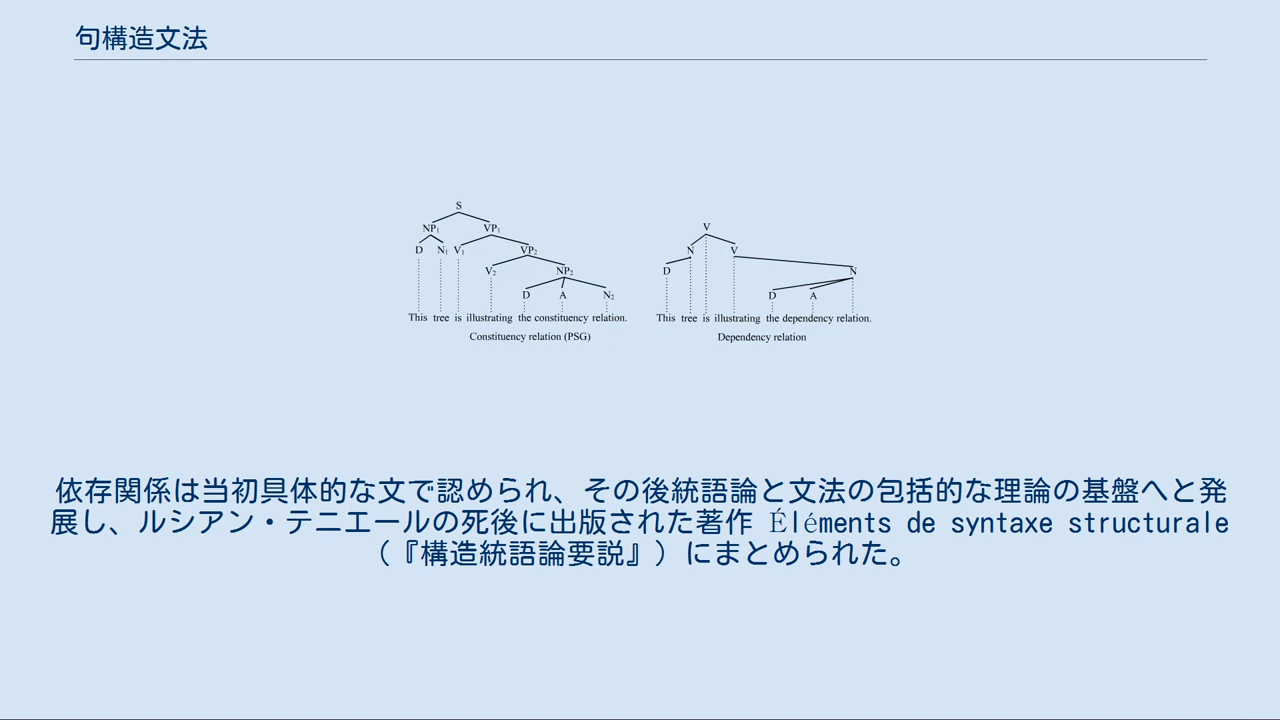 句構造文法
S
NP₁ VP₁
D N₁ V₁ VP₂
V₂ NP₂
D A N₂
This tree is illustrating the constituency relation.
Constituency relation (PSG)
V
N V
D N
D A
This tree is illustrating the dependency relation.
Dependency relation
依存関係は当初具体的な文で認められ、その後統語論と文法の包括的な理論の基盤へと発
展し、ルシアン・テニエールの死後に出版された著作 Éléments de syntaxe structurale
(『構造統語論要説』) にまとめられた。